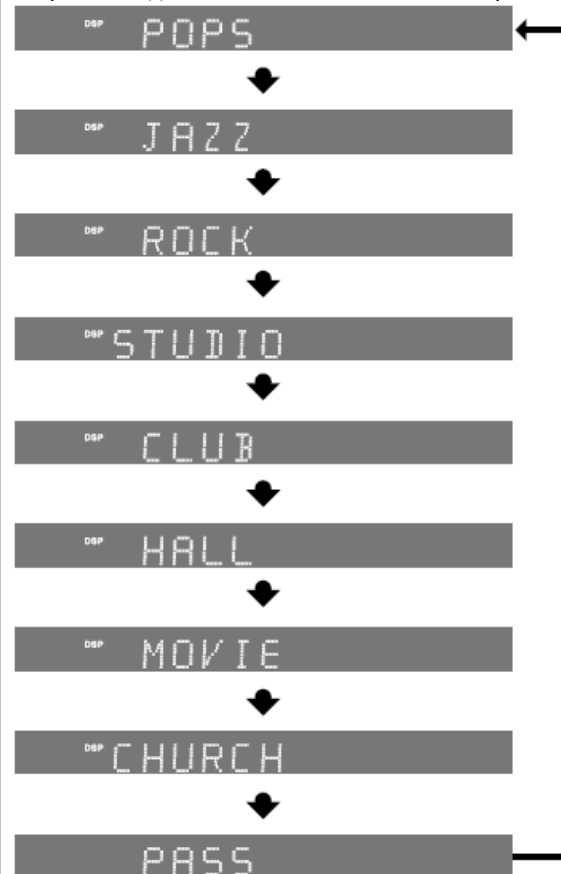 DSP POPS
DSP JAZZ
DSP ROCK
DSP STUDIO
DSP CLUB
DSP HALL
DSP MOVIE
DSP CHURCH
PASS